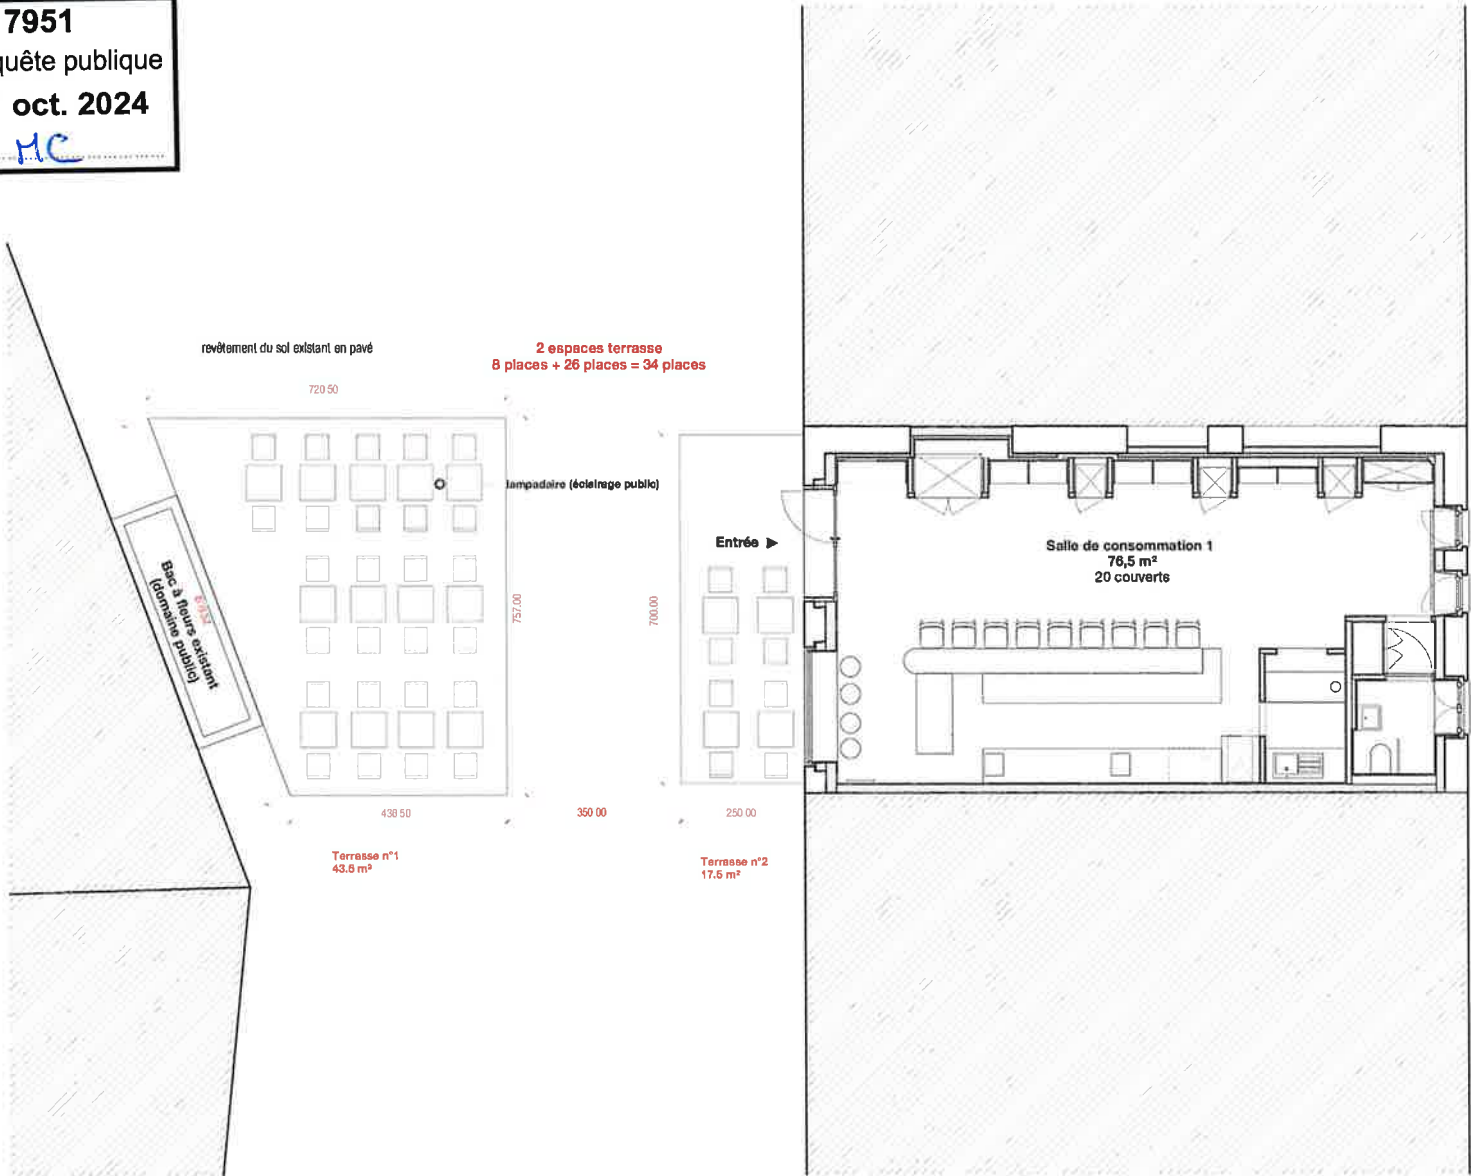 7951
quête publique
oct. 2024
MC
revêtement du sol existant en pavé
2 espaces terrasse
8 places + 26 places = 34 places
720 50
lampadaire (éclairage public)
Entrée
Salle de consommation 1
76,5 m²
20 couverts
Bac à fleurs existant
(domaine public)
757.00
700.00
438 50
350 00
250 00
Terrasse n°1
43.5 m²
Terrasse n°2
17.5 m²